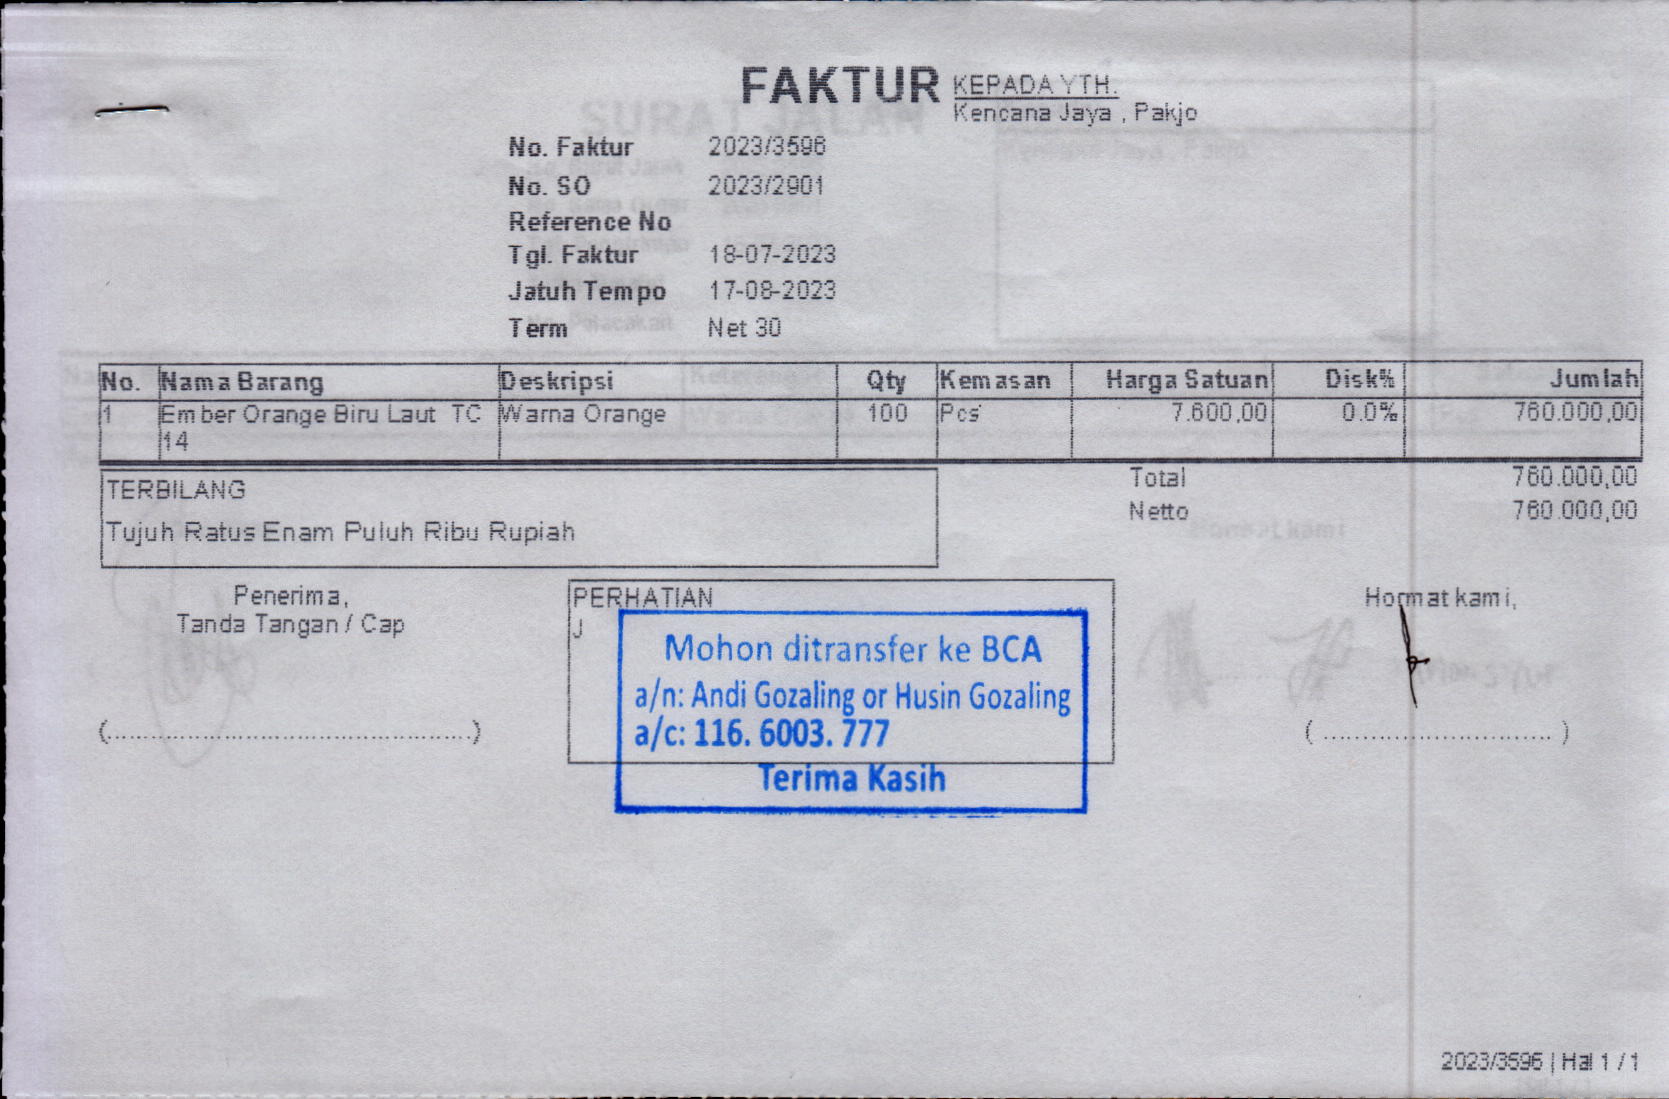 FAKTUR
KEPADA YTH.
Kencana Jaya , Pakjo
No. Faktur 2023/3596
No. SO 2023/2901
Reference No
Tgl. Faktur 18-07-2023
Jatuh Tempo 17-08-2023
Term Net 30
No. Nama Barang Deskripsi Qty Kemasan Harga Satuan Disk% Jumlah
1 Ember Orange Biru Laut TC Warna Orange 100 Pcs 7.600,00 0.0% 760.000,00
14
Total 760.000,00
Netto 760.000,00
TERBILANG
Tujuh Ratus Enam Puluh Ribu Rupiah
Penerima,
Tanda Tangan / Cap
(...........................................)
PERHATIAN
J
Mohon ditransfer ke BCA
a/n: Andi Gozaling or Husin Gozaling
a/c: 116. 6003. 777
Terima Kasih
Hormat kami,
( ........................... )
2023/3596 | Hal 1 / 1
SURAT JALAN